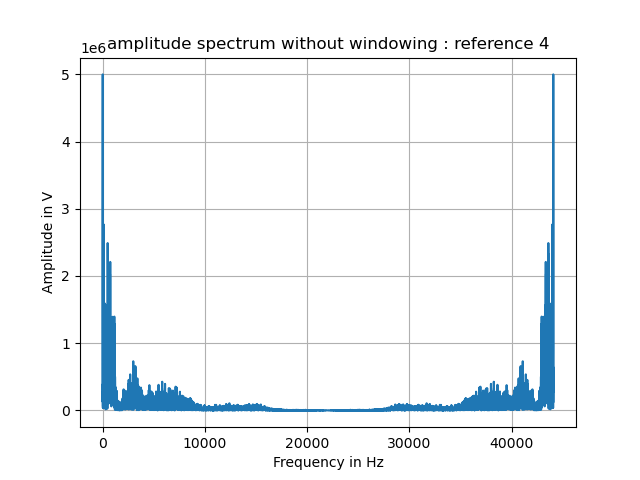 1e6
amplitude spectrum without windowing : reference 4
5
4
3
2
1
0
Amplitude in V
0 10000 20000 30000 40000
Frequency in Hz